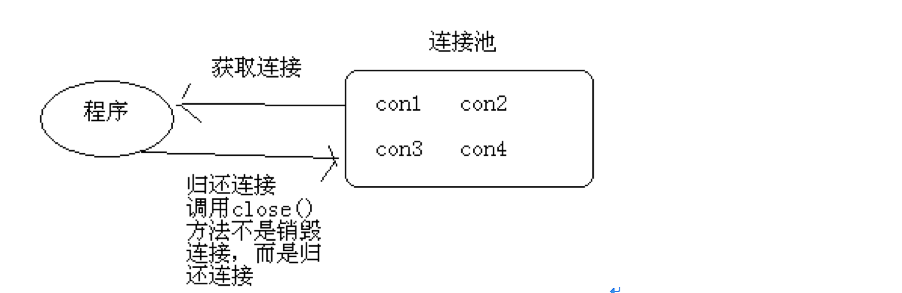 连接池
获取连接
程序
con1 con2
con3 con4
归还连接
调用close()
方法不是销毁
连接，而是归
还连接